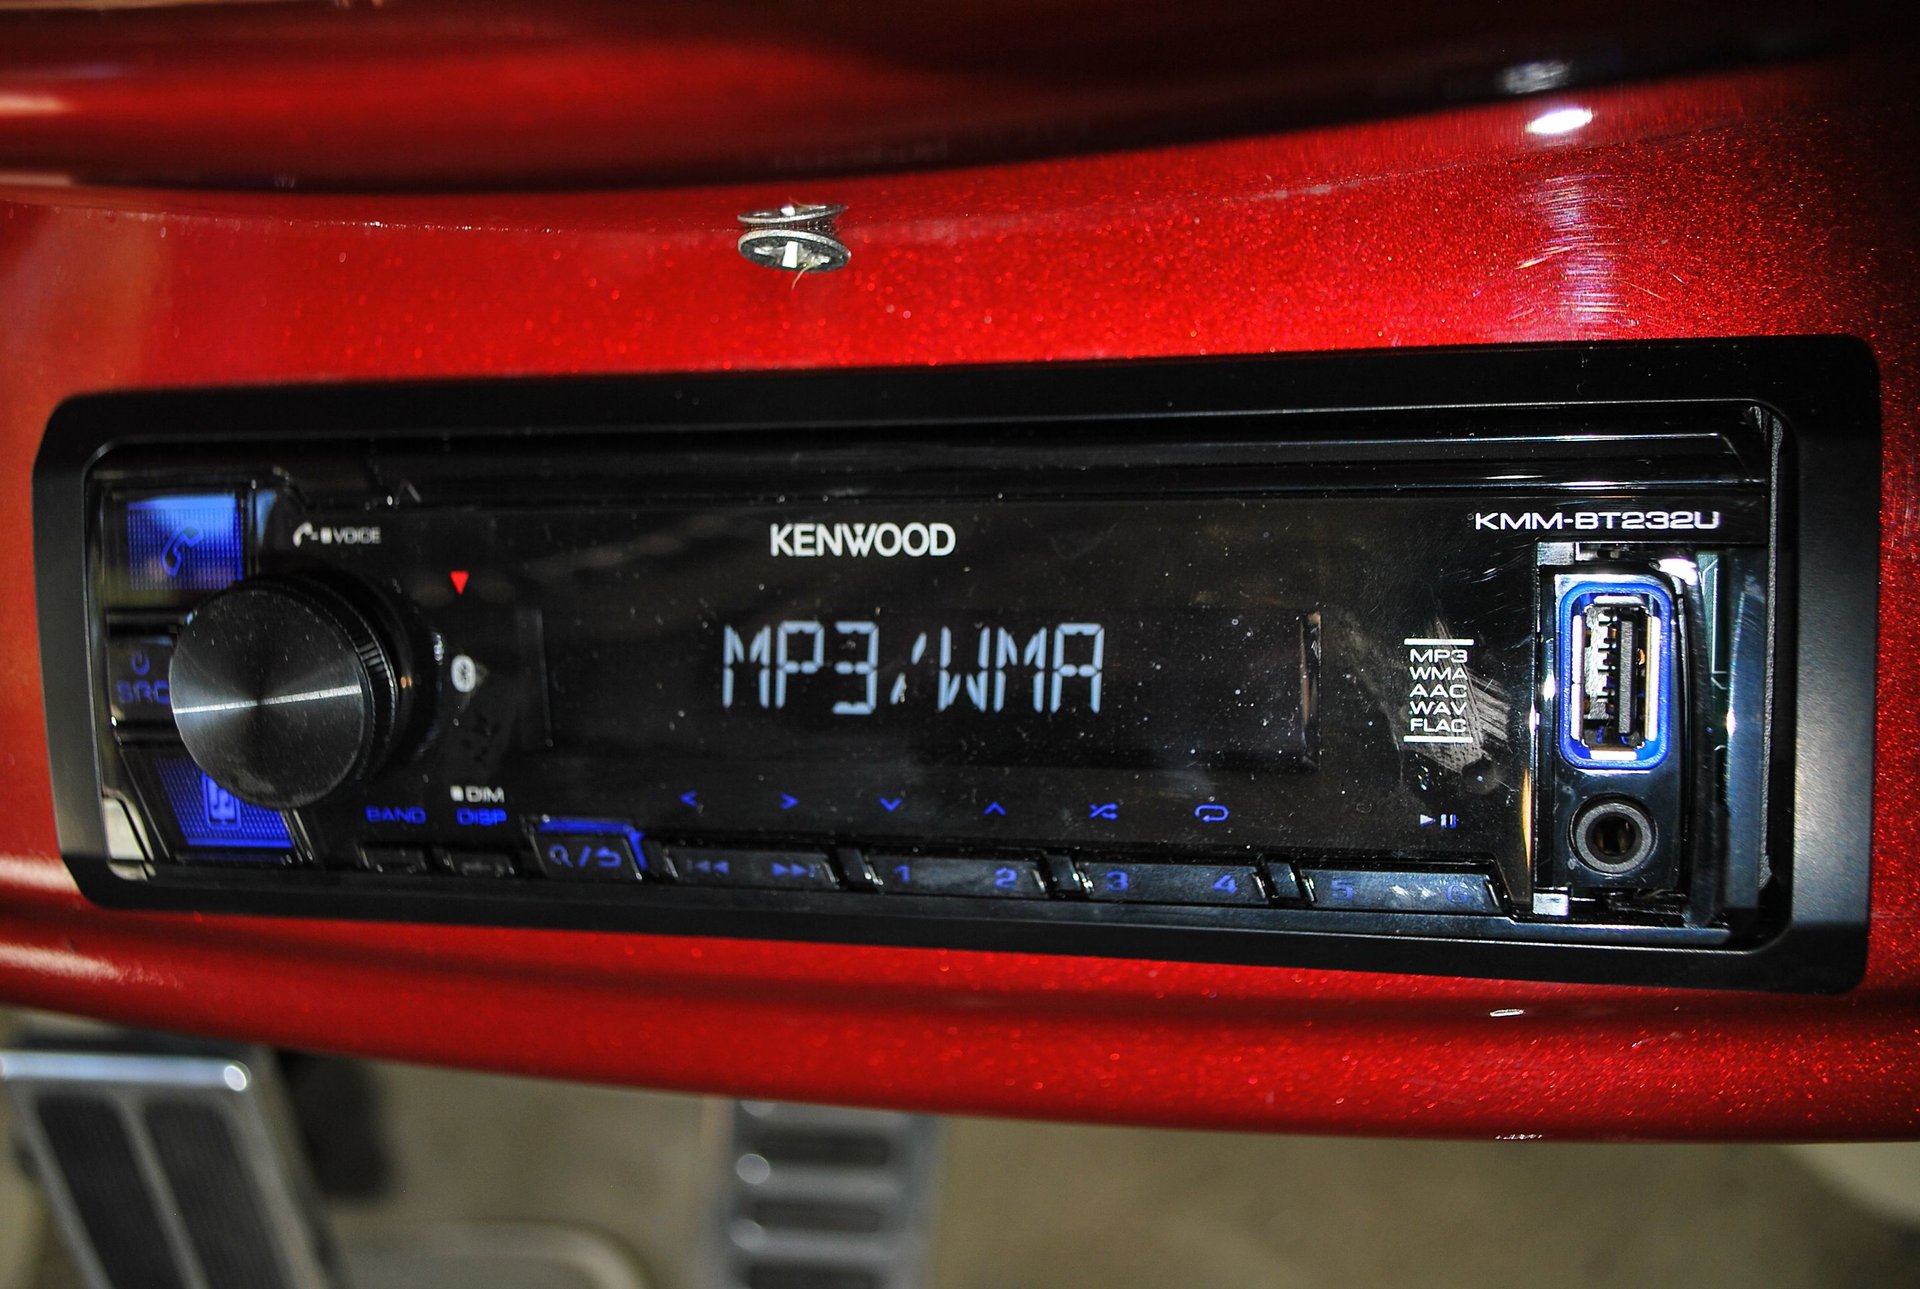 KENWOOD
KMM-BT232U
VOICE
SRC
MP3/WMA
MP3
WMA
AAC
WAV
FLAC
DIM
BAND DISP
Q/
1 2 3 4 5 6